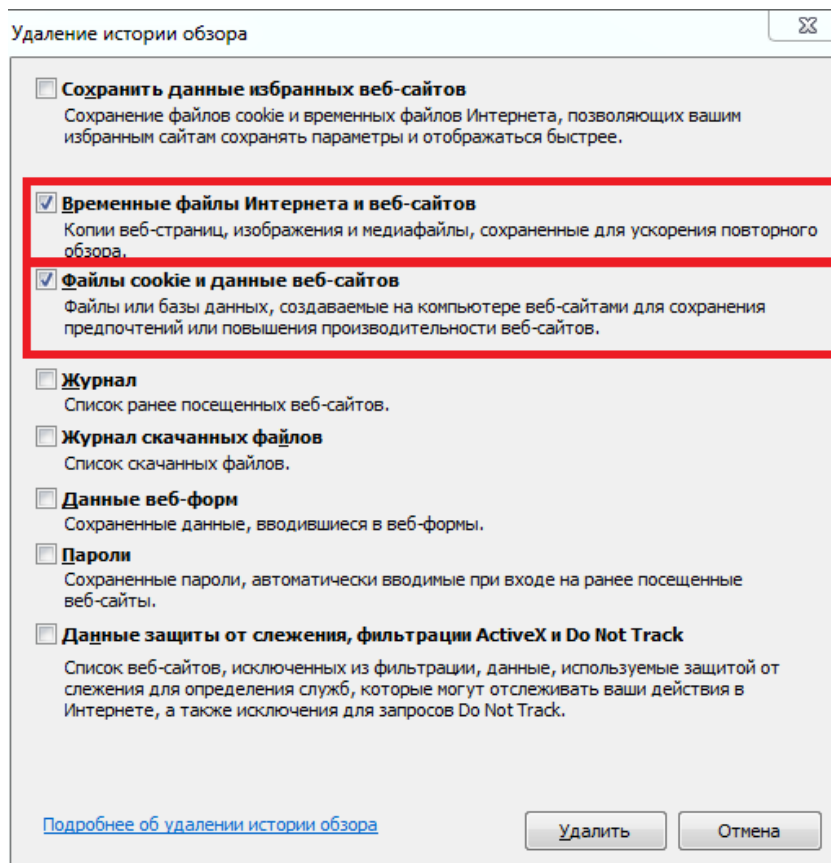 Удаление истории обзора
Сохранить данные избранных веб-сайтов
Сохранение файлов cookie и временных файлов Интернета, позволяющих вашим
избранным сайтам сохранять параметры и отображаться быстрее.
Временные файлы Интернета и веб-сайтов
Копии веб-страниц, изображения и медиафайлы, сохраненные для ускорения повторного
обзора.
Файлы cookie и данные веб-сайтов
Файлы или базы данных, создаваемые на компьютере веб-сайтами для сохранения
предпочтений или повышения производительности веб-сайтов.
Журнал
Список ранее посещенных веб-сайтов.
Журнал скачанных файлов
Список скачанных файлов.
Данные веб-форм
Сохраненные данные, вводившиеся в веб-формы.
Пароли
Сохраненные пароли, автоматически вводимые при входе на ранее посещенные
веб-сайты.
Данные защиты от слежения, фильтрации ActiveX и Do Not Track
Список веб-сайтов, исключенных из фильтрации, данные, используемые защитой от
слежения для определения служб, которые могут отслеживать ваши действия в
Интернете, а также исключения для запросов Do Not Track.
Подробнее об удалении истории обзора
Удалить
Отмена